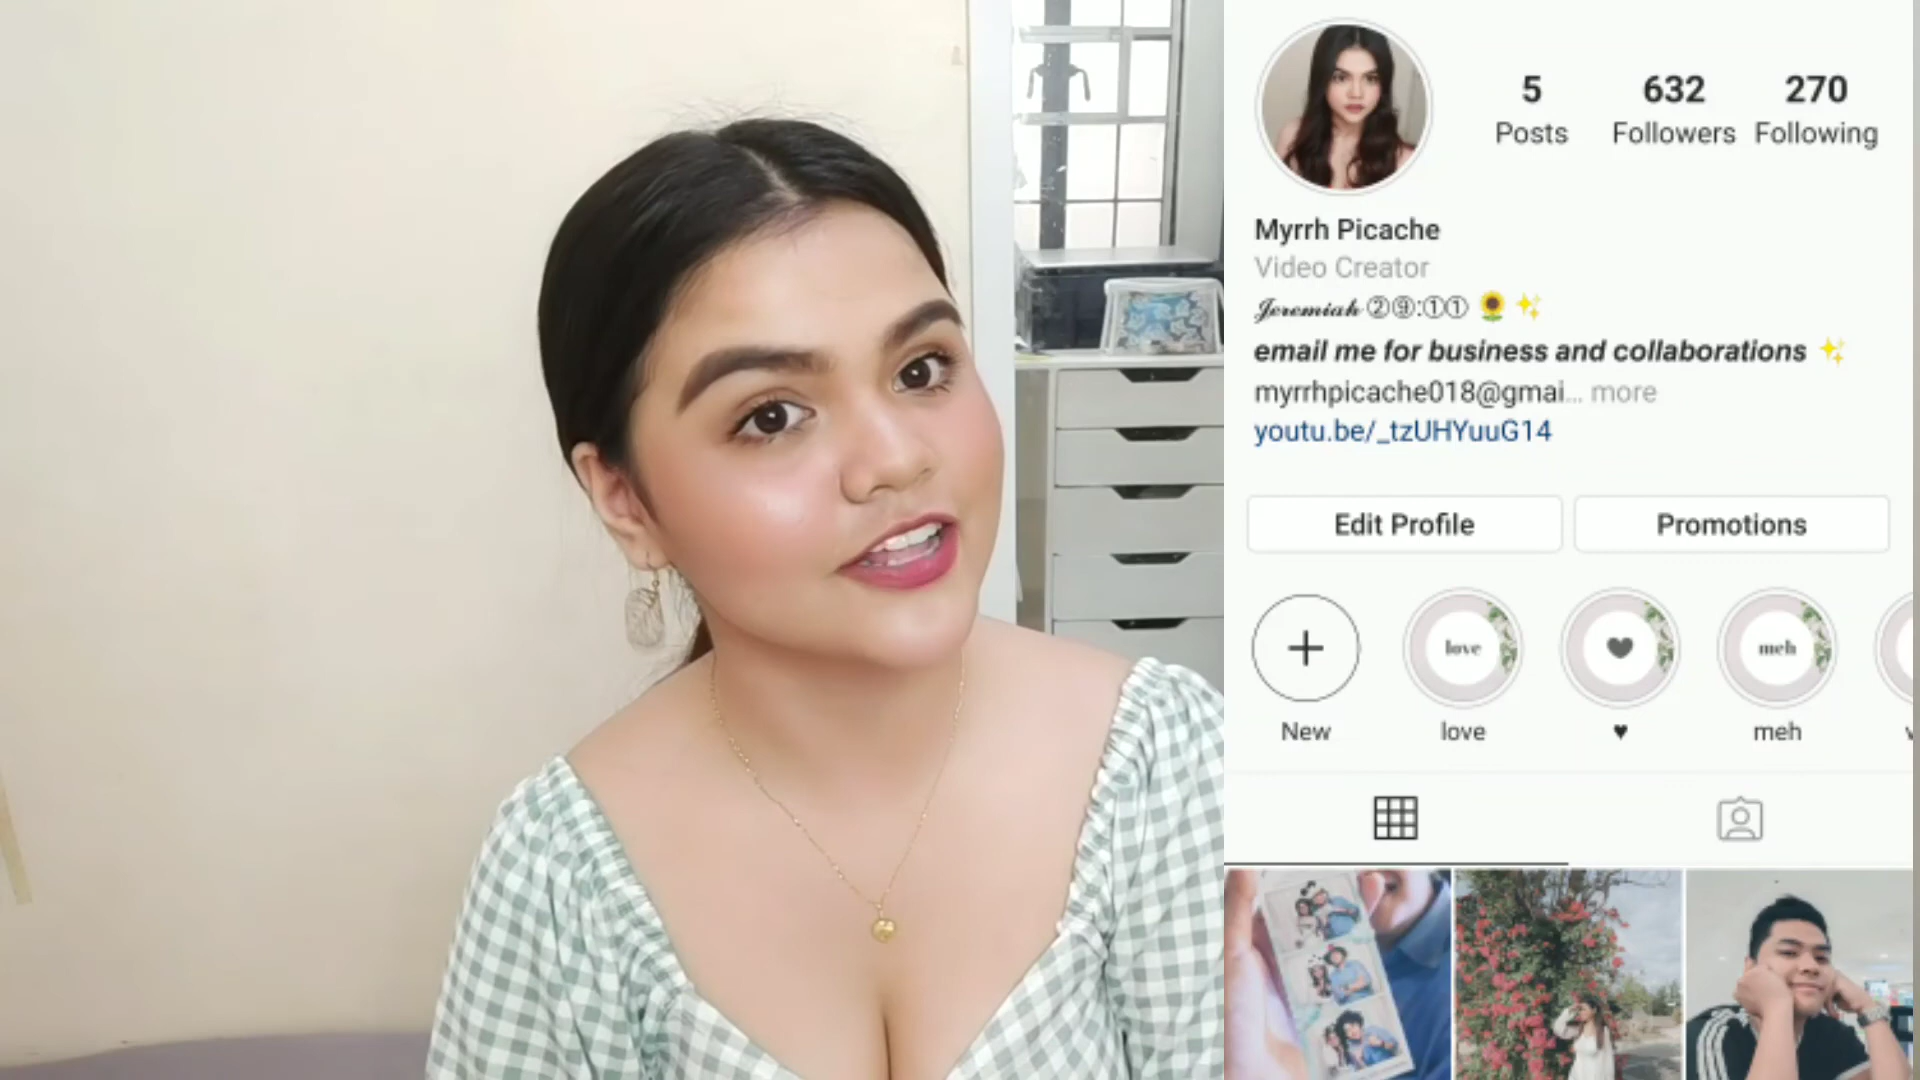 5 632 270
Posts Followers Following
Myrrh Picache
Video Creator
𝒥𝑒𝓇𝑒𝓂𝒾𝒶𝒽 ②⑨:①① 🌻✨
email me for business and collaborations ✨
myrrhpicache018@gmai... more
youtu.be/_tzUHYuuG14
Edit Profile Promotions
love meh
New love ♥ meh